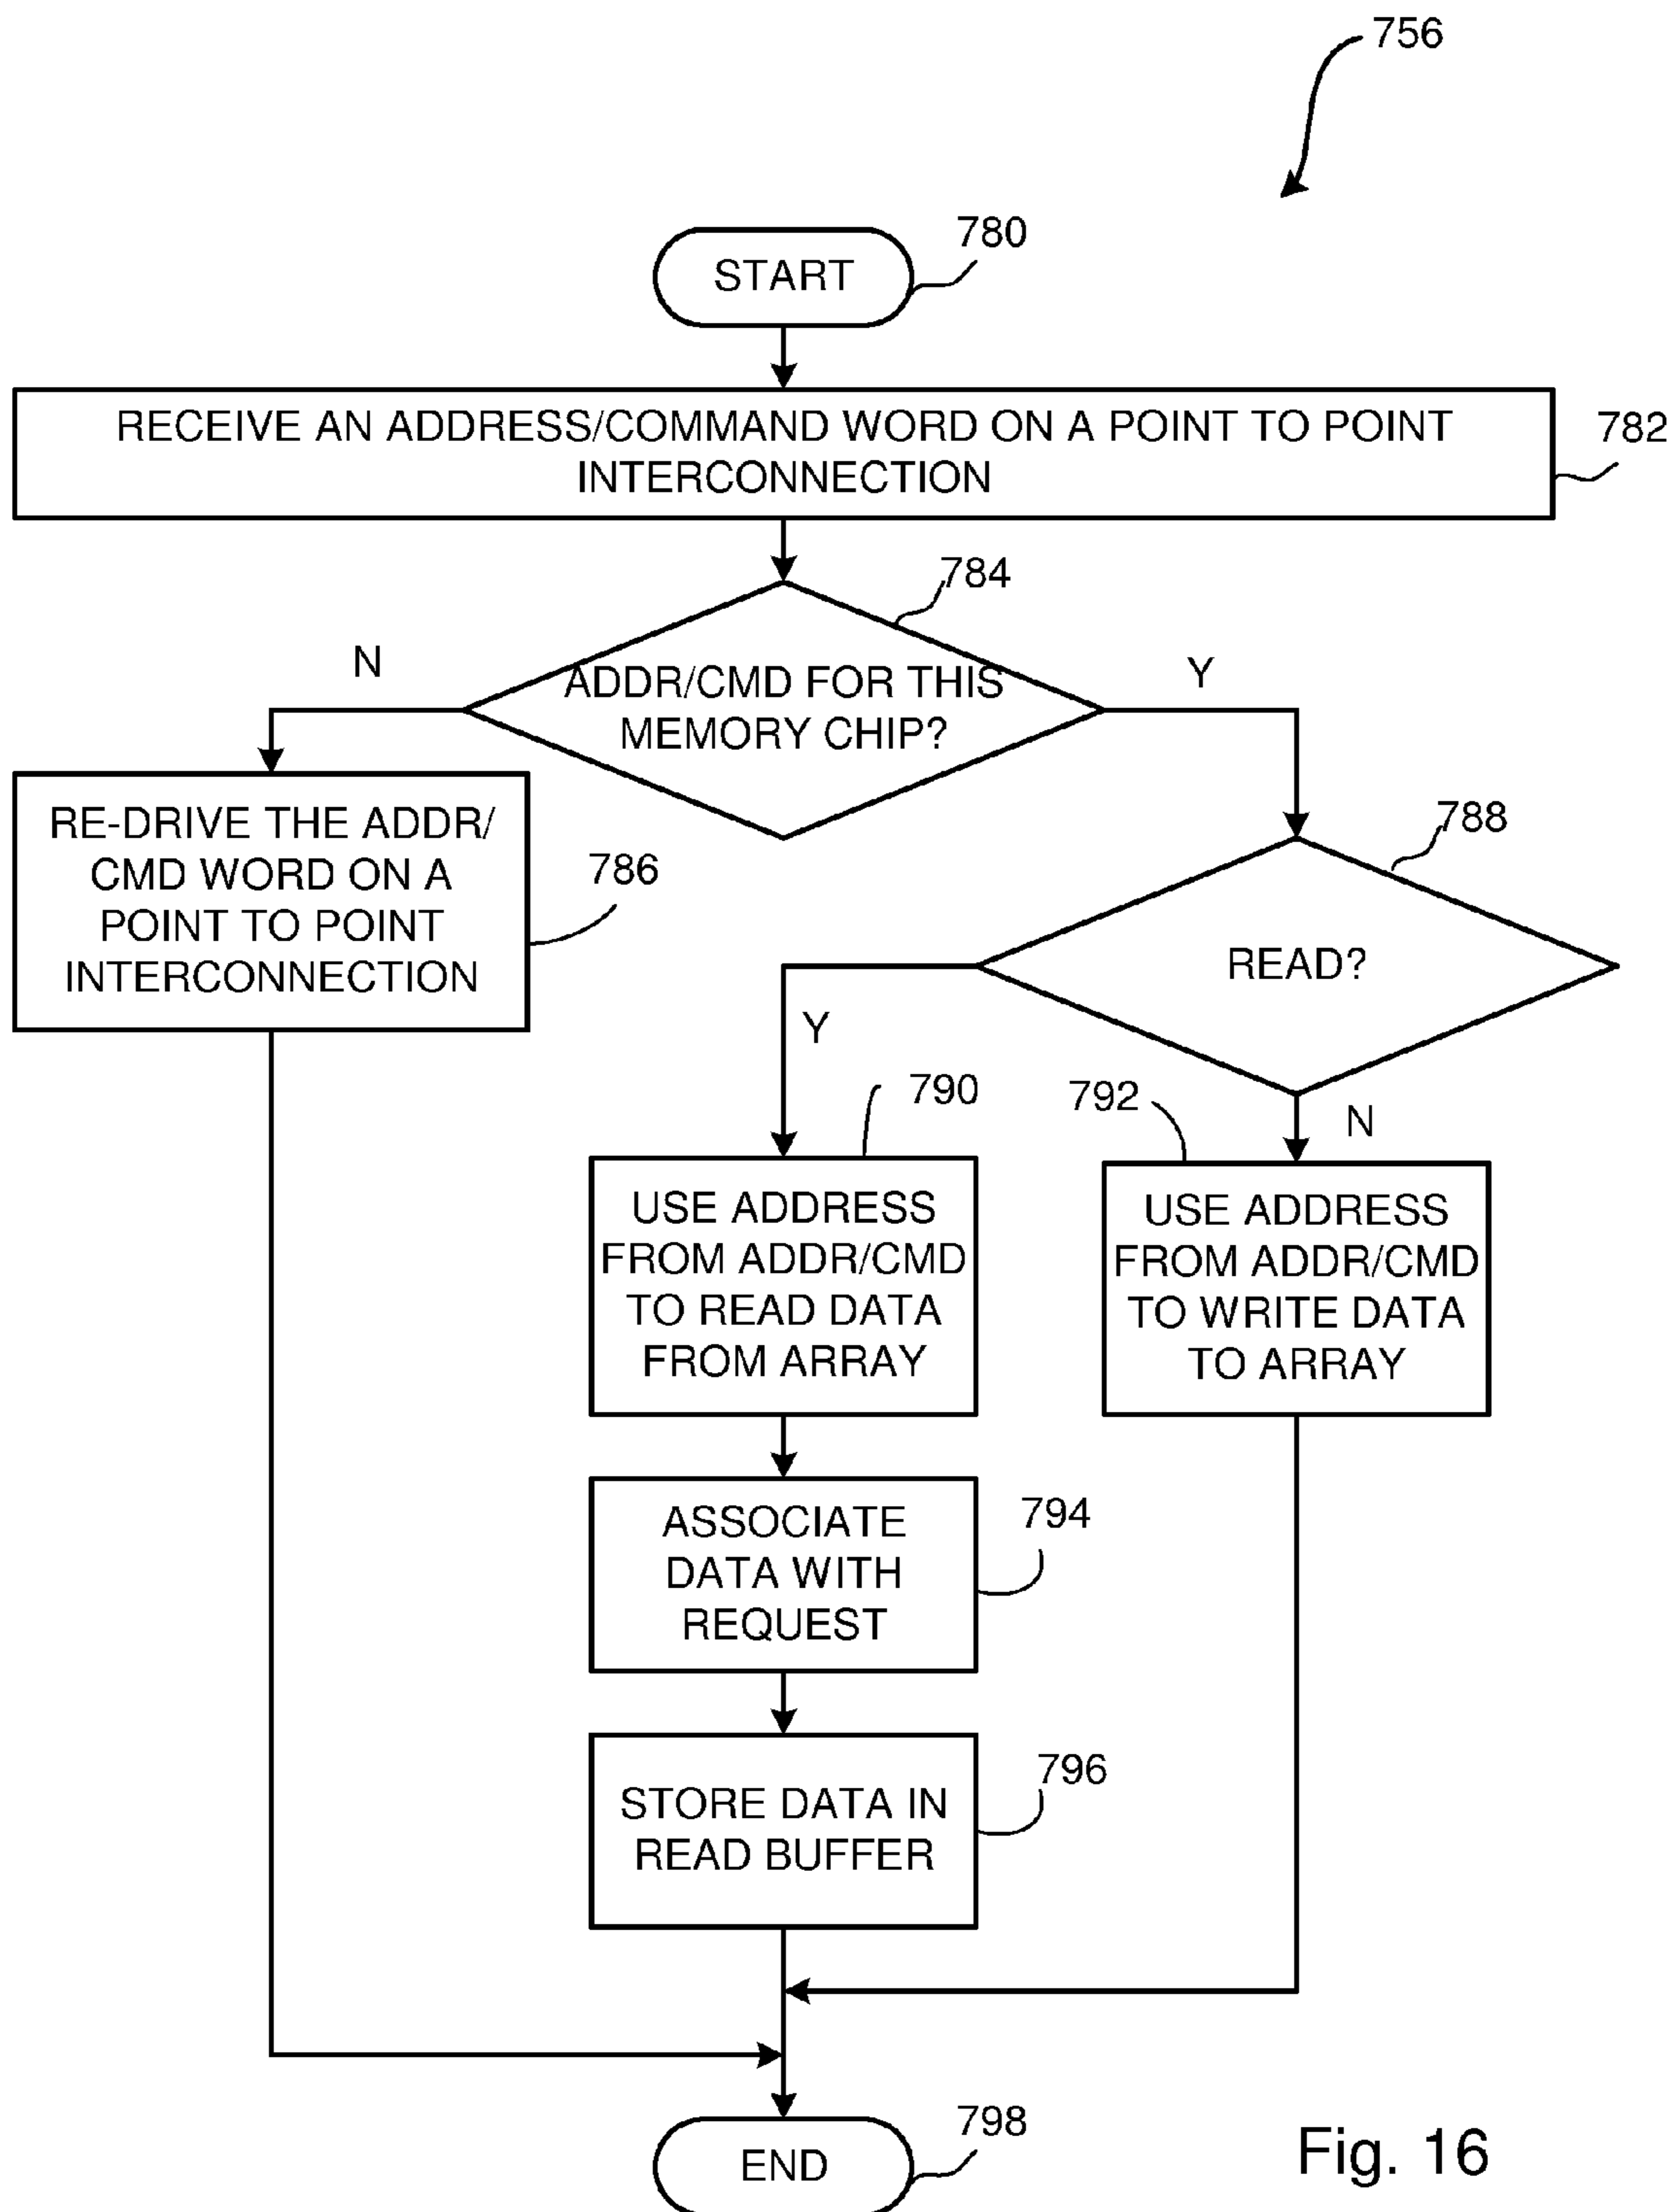 756
780
START
RECEIVE AN ADDRESS/COMMAND WORD ON A POINT TO POINT
INTERCONNECTION
782
784
N
ADDR/CMD FOR THIS
MEMORY CHIP?
Y
RE-DRIVE THE ADDR/
CMD WORD ON A
POINT TO POINT
INTERCONNECTION
786
788
READ?
Y
N
790
792
USE ADDRESS
FROM ADDR/CMD
TO READ DATA
FROM ARRAY
USE ADDRESS
FROM ADDR/CMD
TO WRITE DATA
TO ARRAY
ASSOCIATE
DATA WITH
REQUEST
794
STORE DATA IN
READ BUFFER
796
END
798
Fig. 16